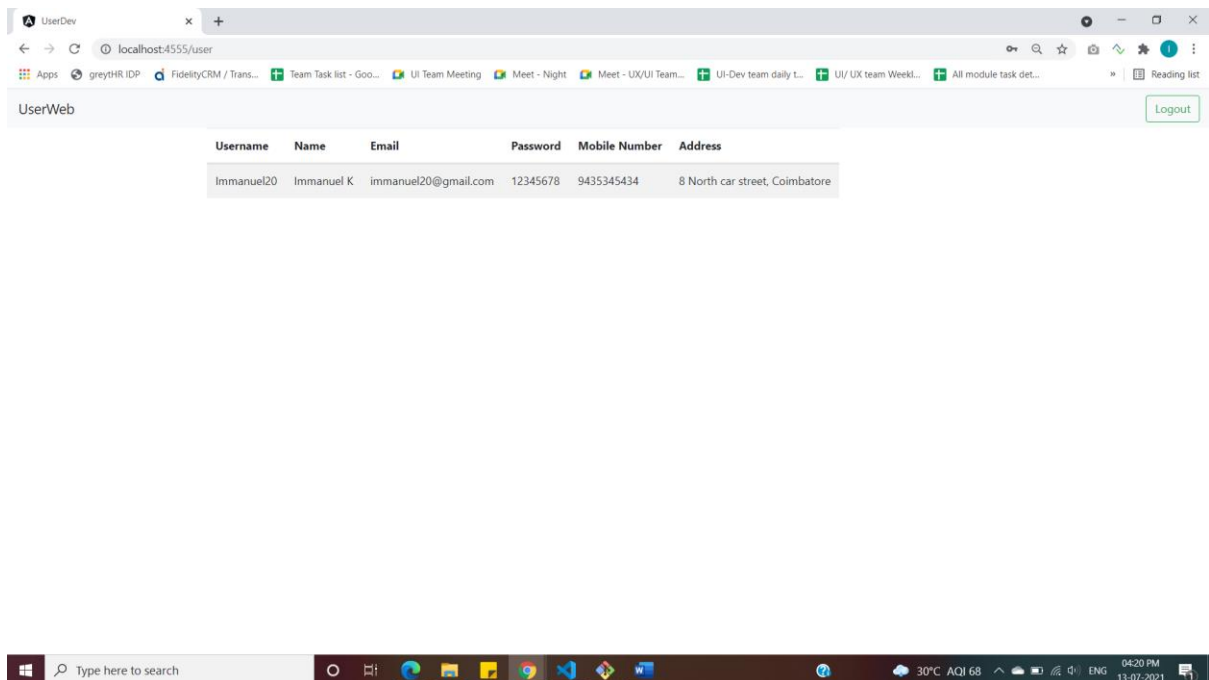 UserDev
localhost:4555/user
Apps greytHR IDP FidelityCRM / Trans... Team Task list - Goo... UI Team Meeting Meet - Night Meet - UX/UI Team... UI-Dev team daily t... UI/ UX team Weekl... All module task det... » Reading list
UserWeb Logout
Username Name Email Password Mobile Number Address
Immanuel20 Immanuel K immanuel20@gmail.com 12345678 9435345434 8 North car street, Coimbatore
Type here to search 30°C AQI 68 ENG 04:20 PM
13-07-2021